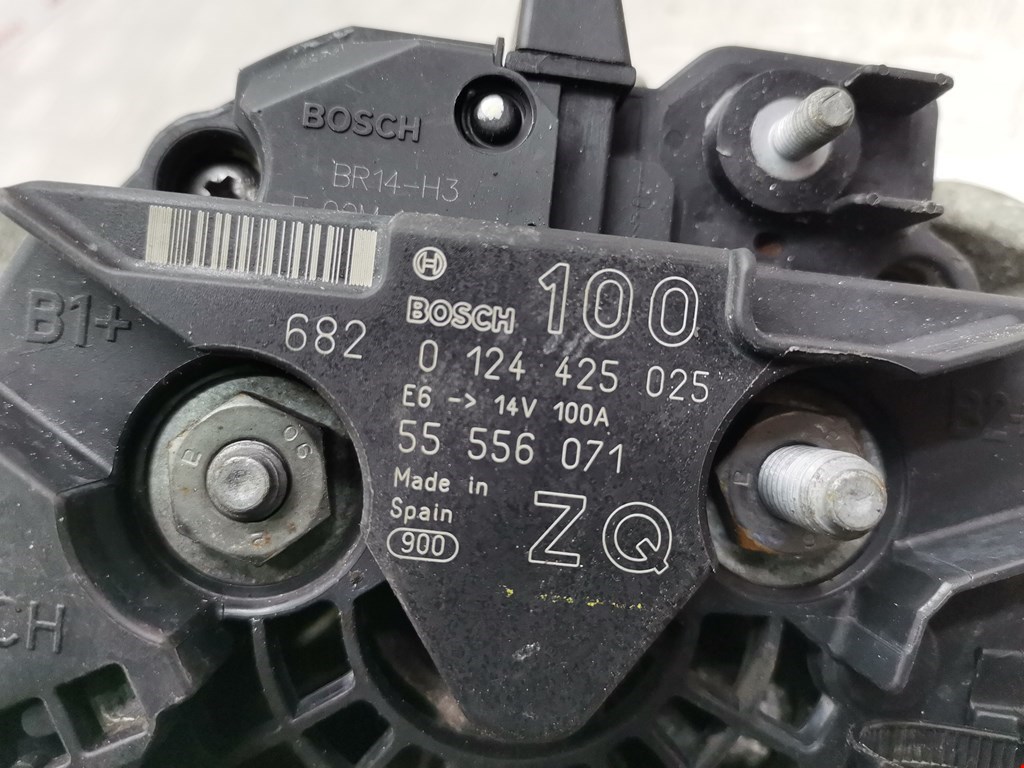 BOSCH
BR14-H3
B1+
BOSCH 100
682
0 124 425 025
E6 -> 14V 100A
55 556 071
Made in
Spain
ZQ
900